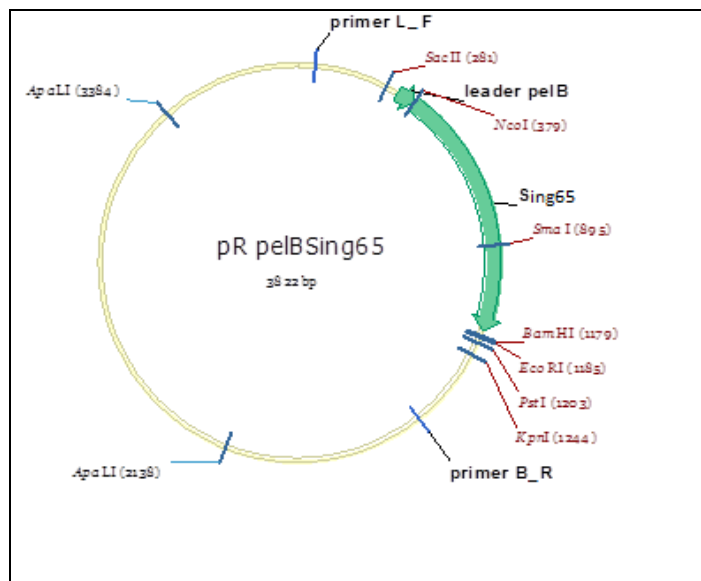 primer L_F
SacII (281)
ApaLI (3384)
leader pelB
NcoI (379)
Sing65
SmaI (895)
pR pelBSing65
3822 bp
BamHI (1179)
EcoRI (1185)
PstI (1203)
KpnI (1244)
ApaLI (2138)
primer B_R